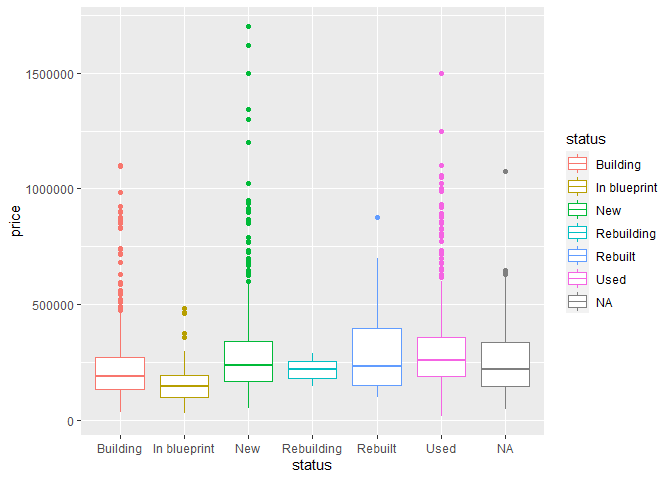 1500000
1000000
500000
0
price
Building In blueprint New Rebuilding Rebuilt Used NA
status
status
Building
In blueprint
New
Rebuilding
Rebuilt
Used
NA